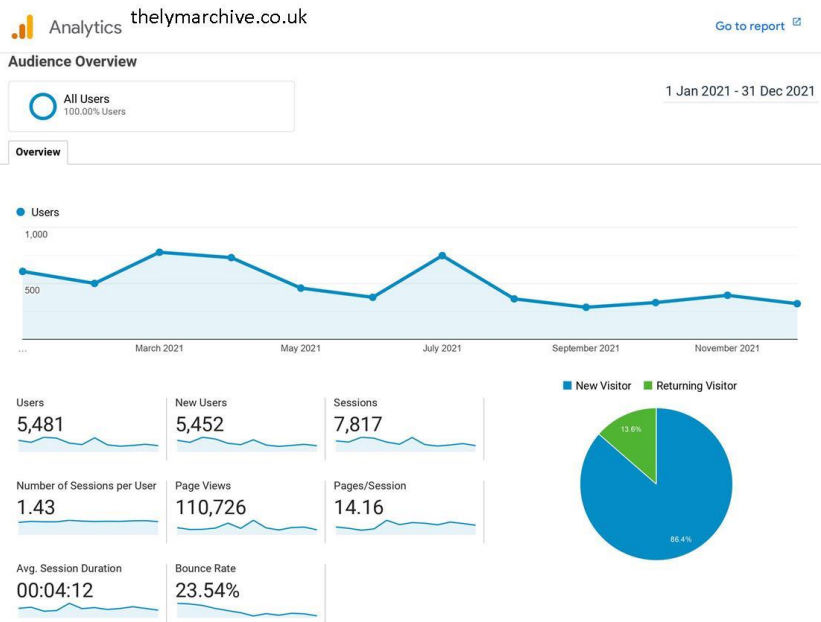 Analytics thelymarchive.co.uk
Go to report
Audience Overview
All Users
100.00% Users
1 Jan 2021 - 31 Dec 2021
Overview
Users
1,000
500
... March 2021 May 2021 July 2021 September 2021 November 2021
New Visitor Returning Visitor
Users
5,481
New Users
5,452
Sessions
7,817
Number of Sessions per User
1.43
Page Views
110,726
Pages/Session
14.16
Avg. Session Duration
00:04:12
Bounce Rate
23.54%
13.6%
86.4%